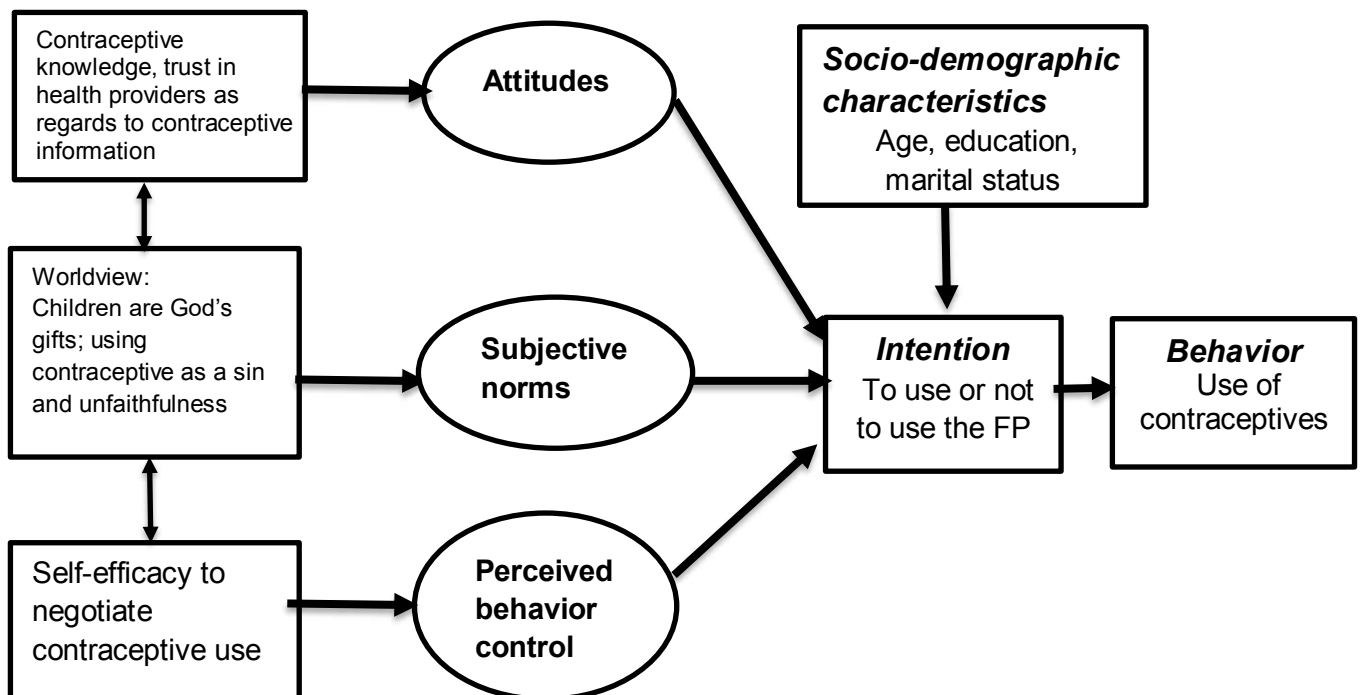 Contraceptive
knowledge, trust in
health providers as
regards to contraceptive
information
Attitudes
Socio-demographic
characteristics
Age, education,
marital status
Worldview:
Children are God’s
gifts; using
contraceptive as a sin
and unfaithfulness
Subjective
norms
Intention
To use or not
to use the FP
Behavior
Use of
contraceptives
Self-efficacy to
negotiate
contraceptive use
Perceived
behavior
control